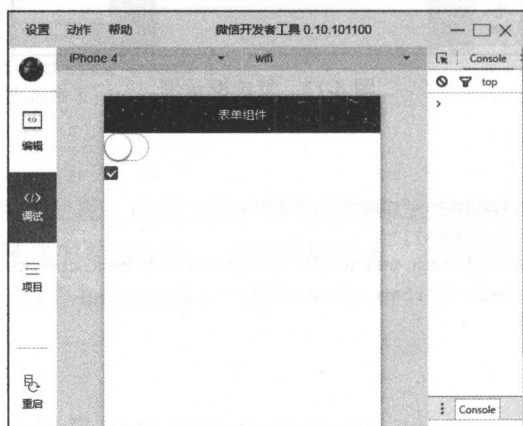 设置 动作 帮助 微信开发者工具 0.10.101100
iPhone 4 wifi Console
top
表单组件
编辑
</>
调试
项目
重启
Console